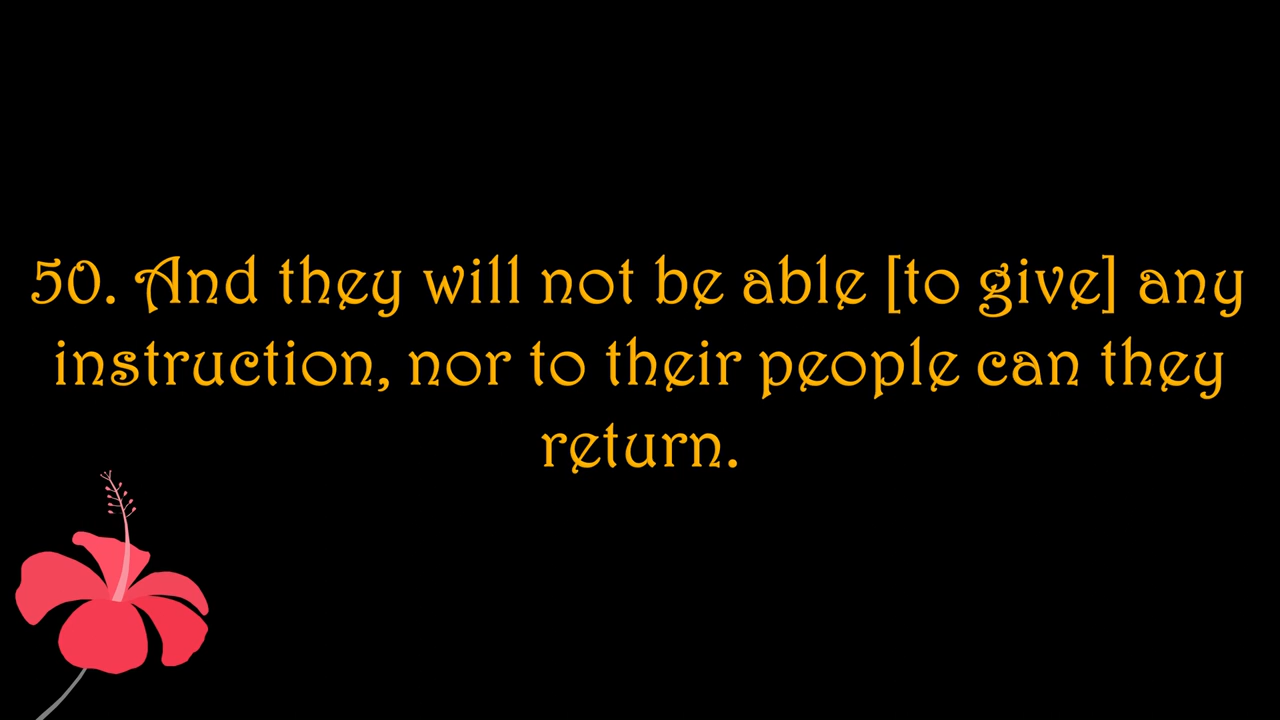 50. And they will not be able [to give] any
instruction, nor to their people can they
return.